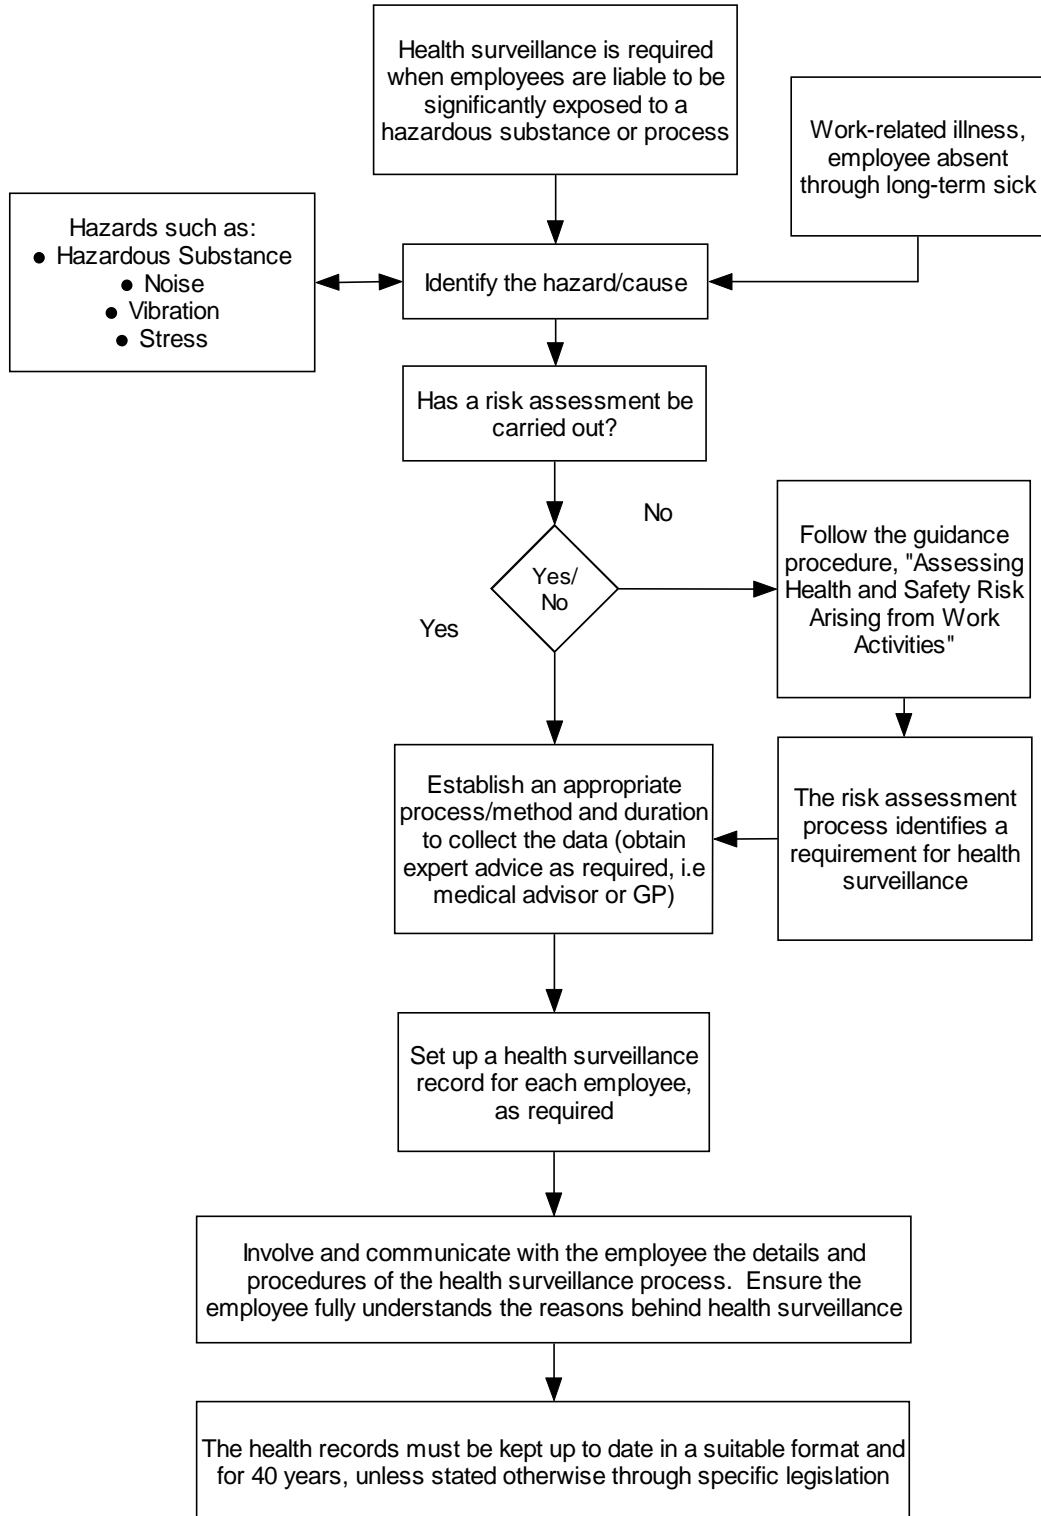 Health surveillance is required
when employees are liable to be
significantly exposed to a
hazardous substance or process
Work-related illness,
employee absent
through long-term sick
Hazards such as:
● Hazardous Substance
● Noise
● Vibration
● Stress
Identify the hazard/cause
Has a risk assessment be
carried out?
No
Yes/
No
Yes
Follow the guidance
procedure, "Assessing
Health and Safety Risk
Arising from Work
Activities"
Establish an appropriate
process/method and duration
to collect the data (obtain
expert advice as required, i.e
medical advisor or GP)
The risk assessment
process identifies a
requirement for health
surveillance
Set up a health surveillance
record for each employee,
as required
Involve and communicate with the employee the details and
procedures of the health surveillance process.  Ensure the
employee fully understands the reasons behind health surveillance
The health records must be kept up to date in a suitable format and
for 40 years, unless stated otherwise through specific legislation